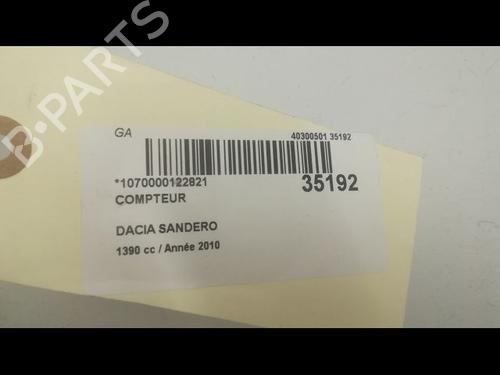 B-PARTS
GA
40300501 35192
*1070000122821
35192
COMPTEUR
DACIA SANDERO
1390 cc / Année 2010